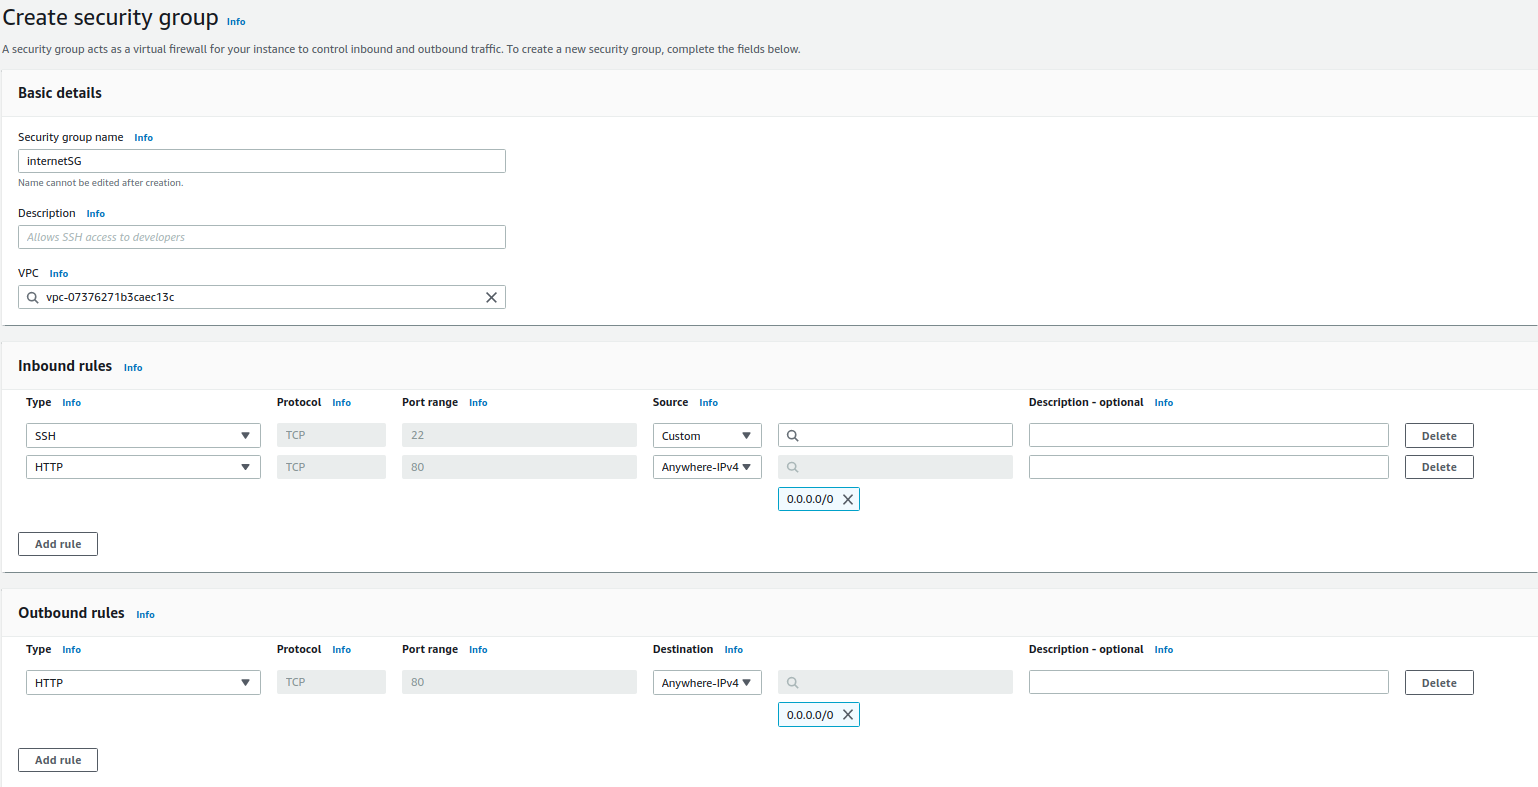 Create security group Info
A security group acts as a virtual firewall for your instance to control inbound and outbound traffic. To create a new security group, complete the fields below.
Basic details
Security group name Info
internetSG
Name cannot be edited after creation.
Description Info
Allows SSH access to developers
VPC Info
vpc-07376271b3caec13c
Inbound rules Info
Type Info Protocol Info Port range Info Source Info Description - optional Info
SSH TCP 22 Custom Delete
HTTP TCP 80 Anywhere-IPv4 Delete
0.0.0.0/0
Add rule
Outbound rules Info
Type Info Protocol Info Port range Info Destination Info Description - optional Info
HTTP TCP 80 Anywhere-IPv4 Delete
0.0.0.0/0
Add rule